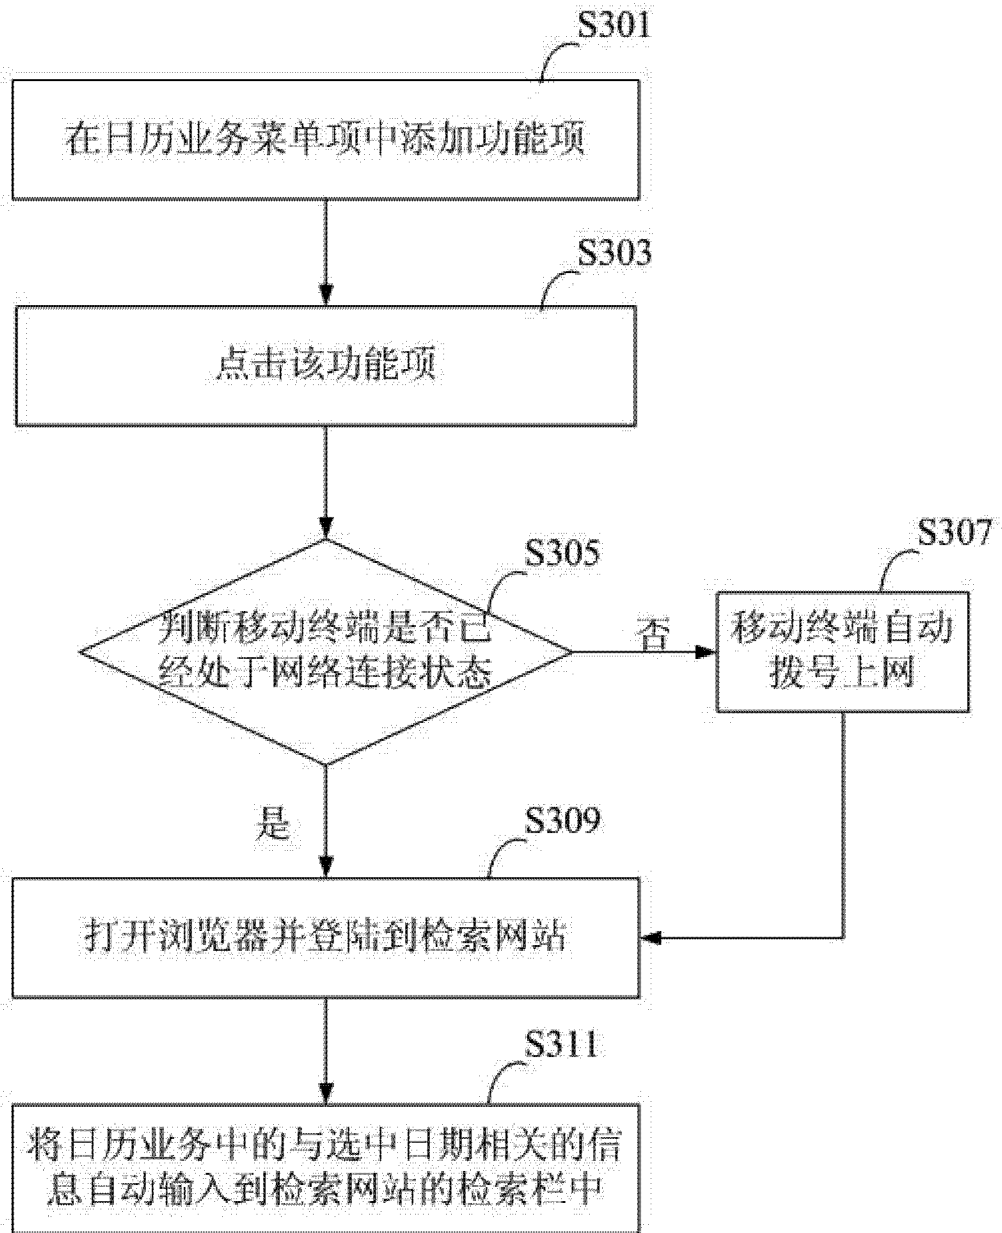 S301
在日历业务菜单项中添加功能项
S303
点击该功能项
S305
判断移动终端是否已
经处于网络连接状态
否
S307
移动终端自动
拨号上网
是
S309
打开浏览器并登陆到检索网站
S311
将日历业务中的与选中日期相关的信
息自动输入到检索网站的检索栏中